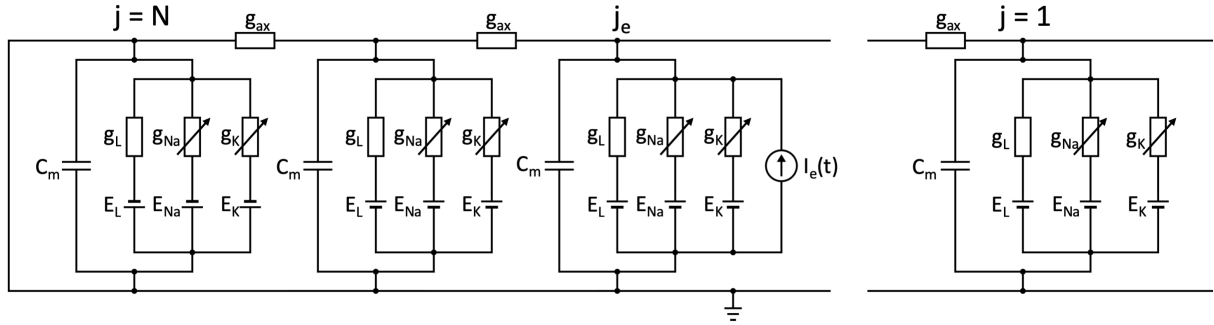 j = N g_ax g_ax j_e g_ax j = 1
g_L g_Na g_K g_L g_Na g_K g_L g_Na g_K g_L g_Na g_K
C_m C_m C_m I_e(t) C_m
E_L E_Na E_K E_L E_Na E_K E_L E_Na E_K E_L E_Na E_K